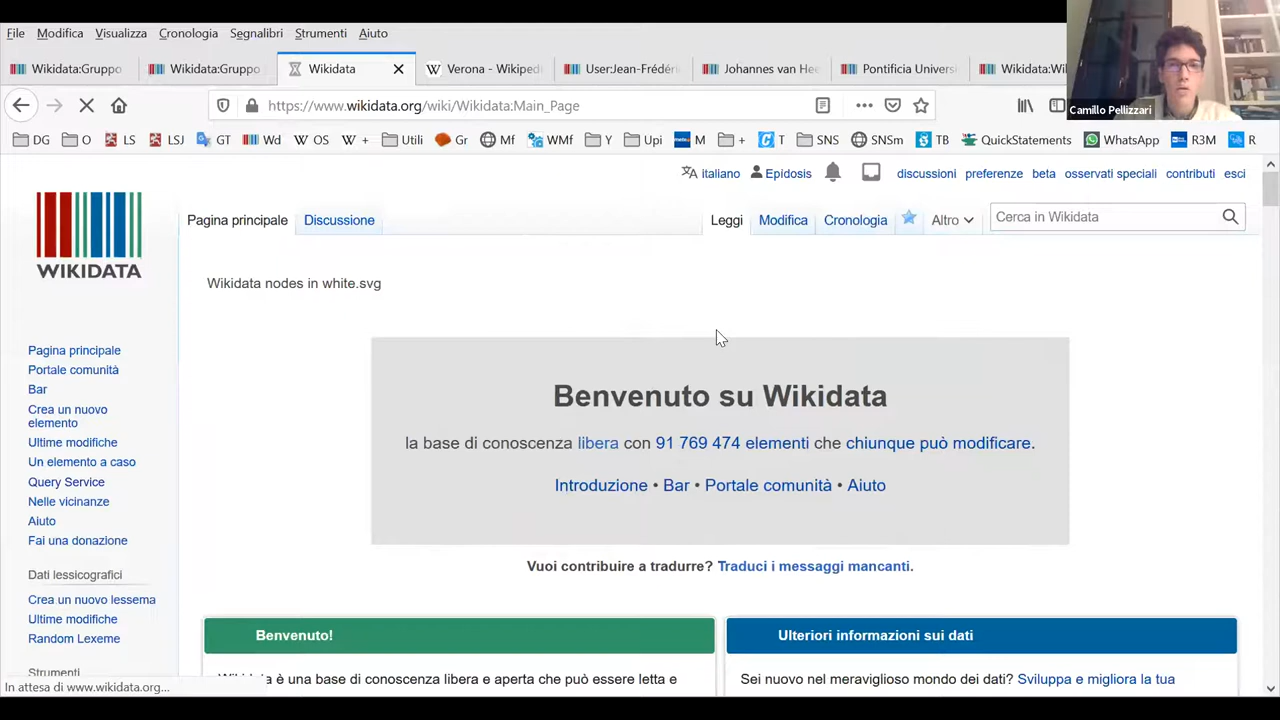 File Modifica Visualizza Cronologia Segnalibri Strumenti Aiuto
Wikidata:Gruppo Wikidata:Gruppo Wikidata Verona - Wikiped User:Jean-Frédéri Johannes van Hee Pontificia Univers Wikidata:Wi
Camillo Pellizzari
https://www.wikidata.org/wiki/Wikidata:Main_Page
DG O LS LSJ GT Wd OS + Utili Gr Mf WMf Y Upi M + T SNS SNSm TB QuickStatements WhatsApp R3M R
italiano Epidosis discussioni preferenze beta osservati speciali contributi esci
Pagina principale Discussione Leggi Modifica Cronologia Altro Cerca in Wikidata
WIKIDATA
Wikidata nodes in white.svg
Pagina principale
Portale comunità
Bar
Crea un nuovo
elemento
Ultime modifiche
Un elemento a caso
Query Service
Nelle vicinanze
Aiuto
Fai una donazione
Dati lessicografici
Crea un nuovo lessema
Ultime modifiche
Random Lexeme
Strumenti
In attesa di www.wikidata.org...
Benvenuto su Wikidata
la base di conoscenza libera con 91 769 474 elementi che chiunque può modificare.
Introduzione • Bar • Portale comunità • Aiuto
Vuoi contribuire a tradurre? Traduci i messaggi mancanti.
Benvenuto!
Wikidata è una base di conoscenza libera e aperta che può essere letta e
Ulteriori informazioni sui dati
Sei nuovo nel meraviglioso mondo dei dati? Sviluppa e migliora la tua